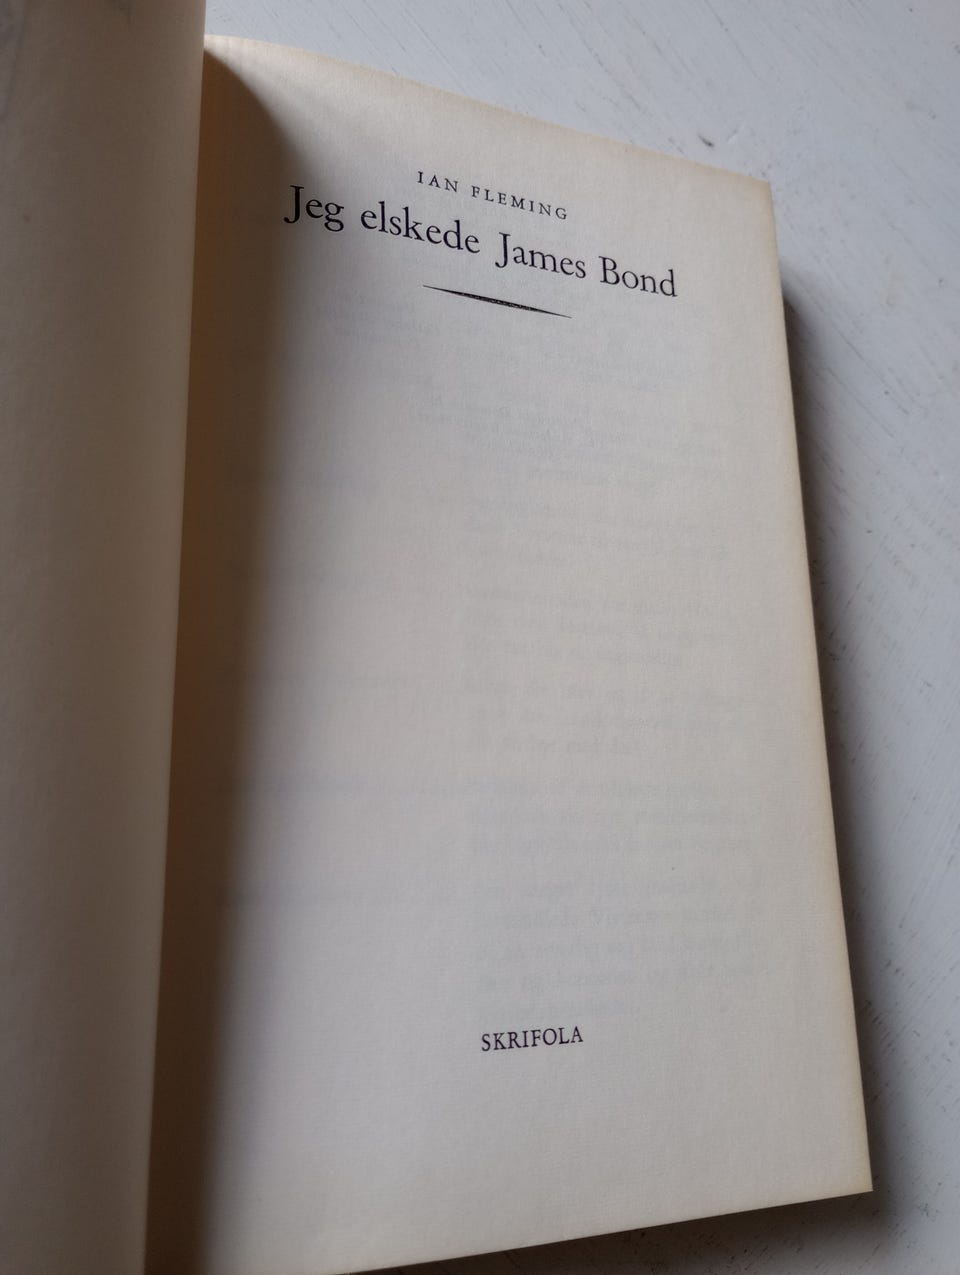 IAN FLEMING
Jeg elskede James Bond
SKRIFOLA